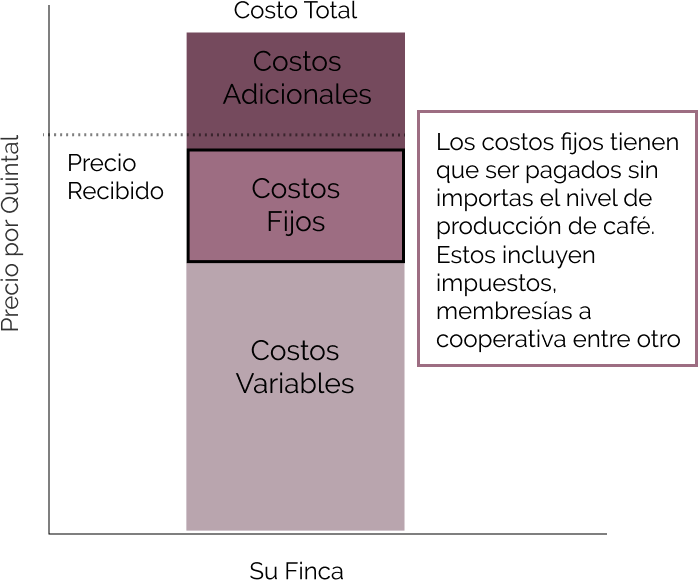 Costo Total
Costos
Adicionales
Precio por Quintal
Precio
Recibido
Costos
Fijos
Los costos fijos tienen
que ser pagados sin
importas el nivel de
producción de café.
Estos incluyen
impuestos,
membresías a
cooperativa entre otro
Costos
Variables
Su Finca